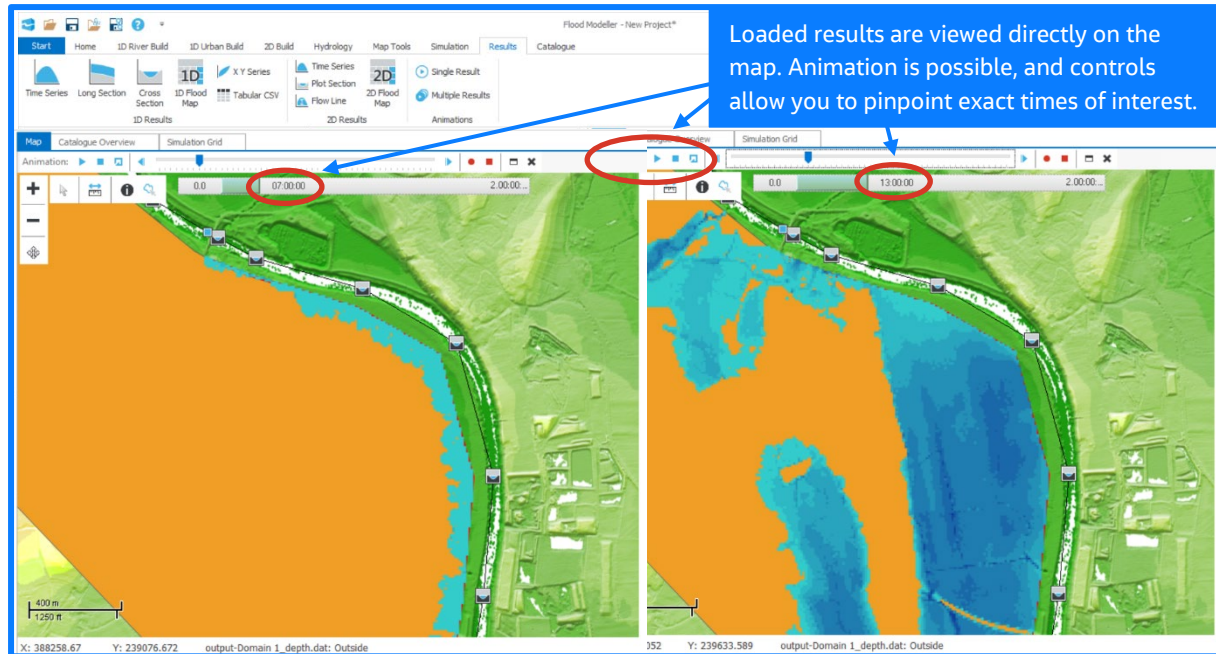 Flood Modeller - New Project*
Loaded results are viewed directly on the
map. Animation is possible, and controls
allow you to pinpoint exact times of interest.
Start Home 1D River Build 1D Urban Build 2D Build Hydrology Map Tools Simulation Results Catalogue
Time Series
Long Section
Cross
Section
1D
1D Flood
Map
X Y Series
Tabular CSV
1D Results
Time Series
Plot Section
Flow Line
2D
2D Flood
Map
2D Results
Single Result
Multiple Results
Animations
Map Catalogue Overview Simulation Grid
Animation:
0.0 07:00:00 2.00:00:...
400 m
1250 ft
X: 388258.67 Y: 239076.672 output-Domain 1_depth.dat: Outside
Overview Simulation Grid
0.0 13:00:00 2.00:00:...
400 m
1250 ft
052 Y: 239633.589 output-Domain 1_depth.dat: Outside